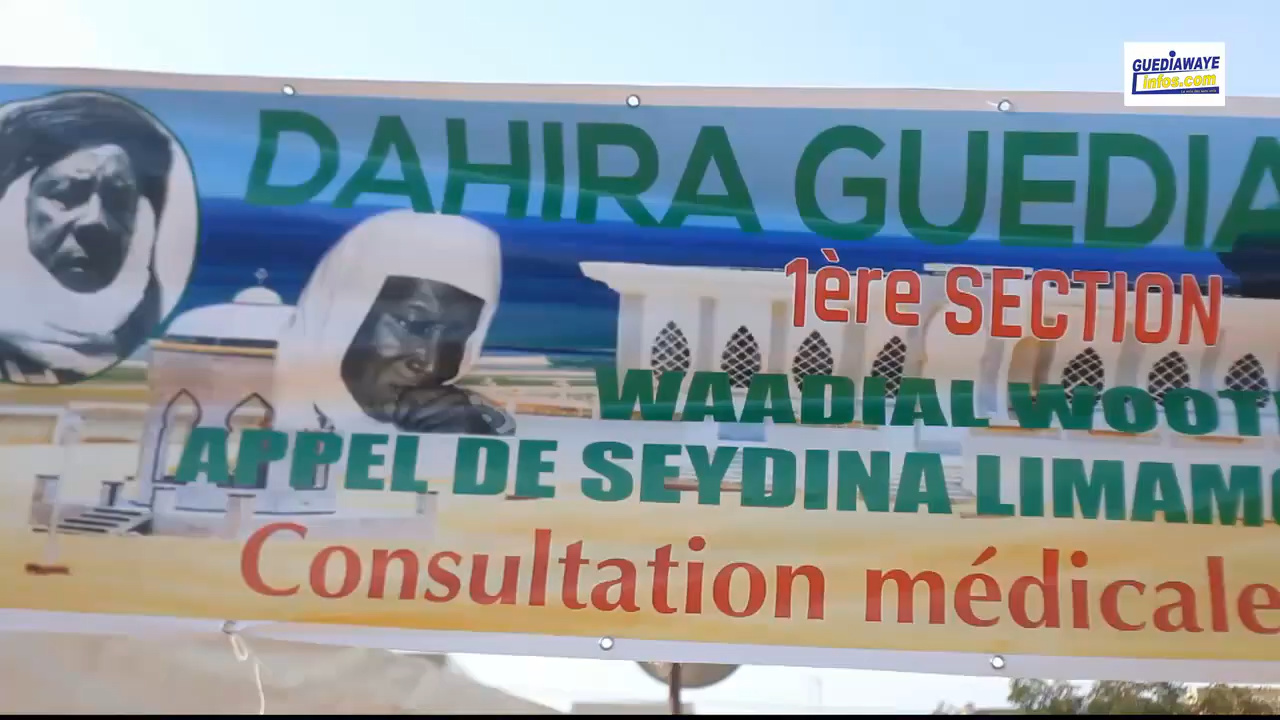 GUEDIAWAYE
infos.com
DAHIRA GUEDIA
1ère SECTION
WAADIAL WOOT
APPEL DE SEYDINA LIMAM
Consultation médicale